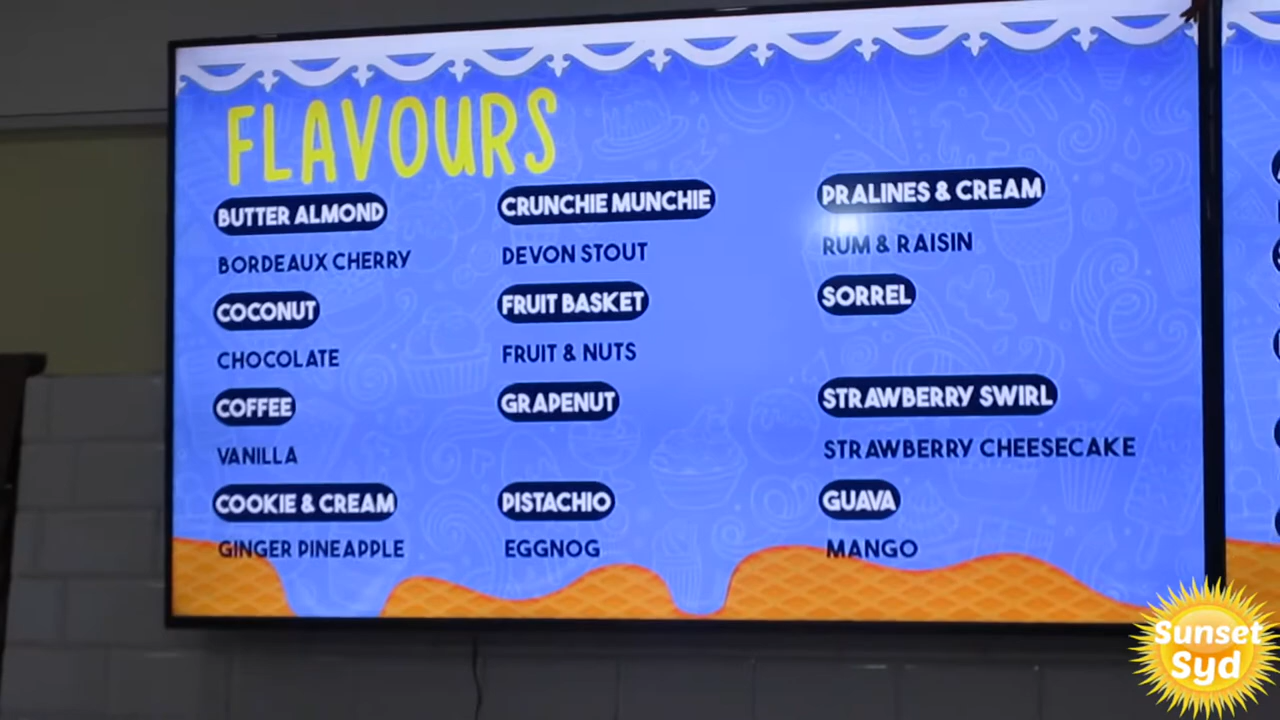 FLAVOURS
BUTTER ALMOND
BORDEAUX CHERRY
COCONUT
CHOCOLATE
COFFEE
VANILLA
COOKIE & CREAM
GINGER PINEAPPLE
CRUNCHIE MUNCHIE
DEVON STOUT
FRUIT BASKET
FRUIT & NUTS
GRAPENUT
PISTACHIO
EGGNOG
PRALINES & CREAM
RUM & RAISIN
SORREL
STRAWBERRY SWIRL
STRAWBERRY CHEESECAKE
GUAVA
MANGO
Sunset
Syd